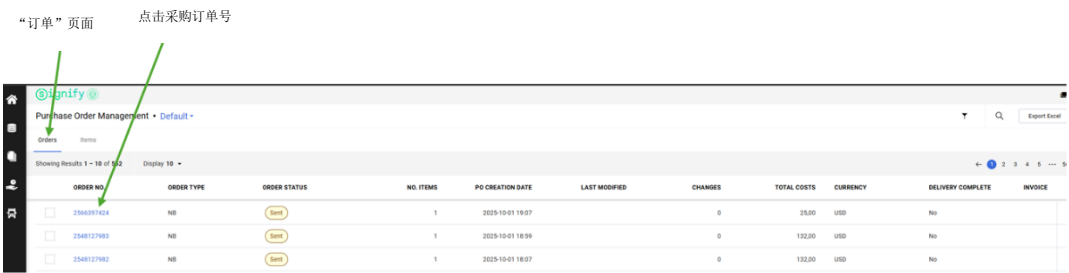 “订单”页面
点击采购订单号
Signify
Purchase Order Management • Default
Export Excel
Orders Items
Showing Results 1 – 10 of 552 Display 10
← 1 2 3 4 5 ···
ORDER NO. ORDER TYPE ORDER STATUS NO. ITEMS PO CREATION DATE LAST MODIFIED CHANGES TOTAL COSTS CURRENCY DELIVERY COMPLETE INVOICE
2566397424 NB Sent 1 2025-10-01 19:07 0 25,00 USD No
2548127983 NB Sent 1 2025-10-01 18:59 0 132,00 USD No
2548127982 NB Sent 1 2025-10-01 18:07 0 132,00 USD No